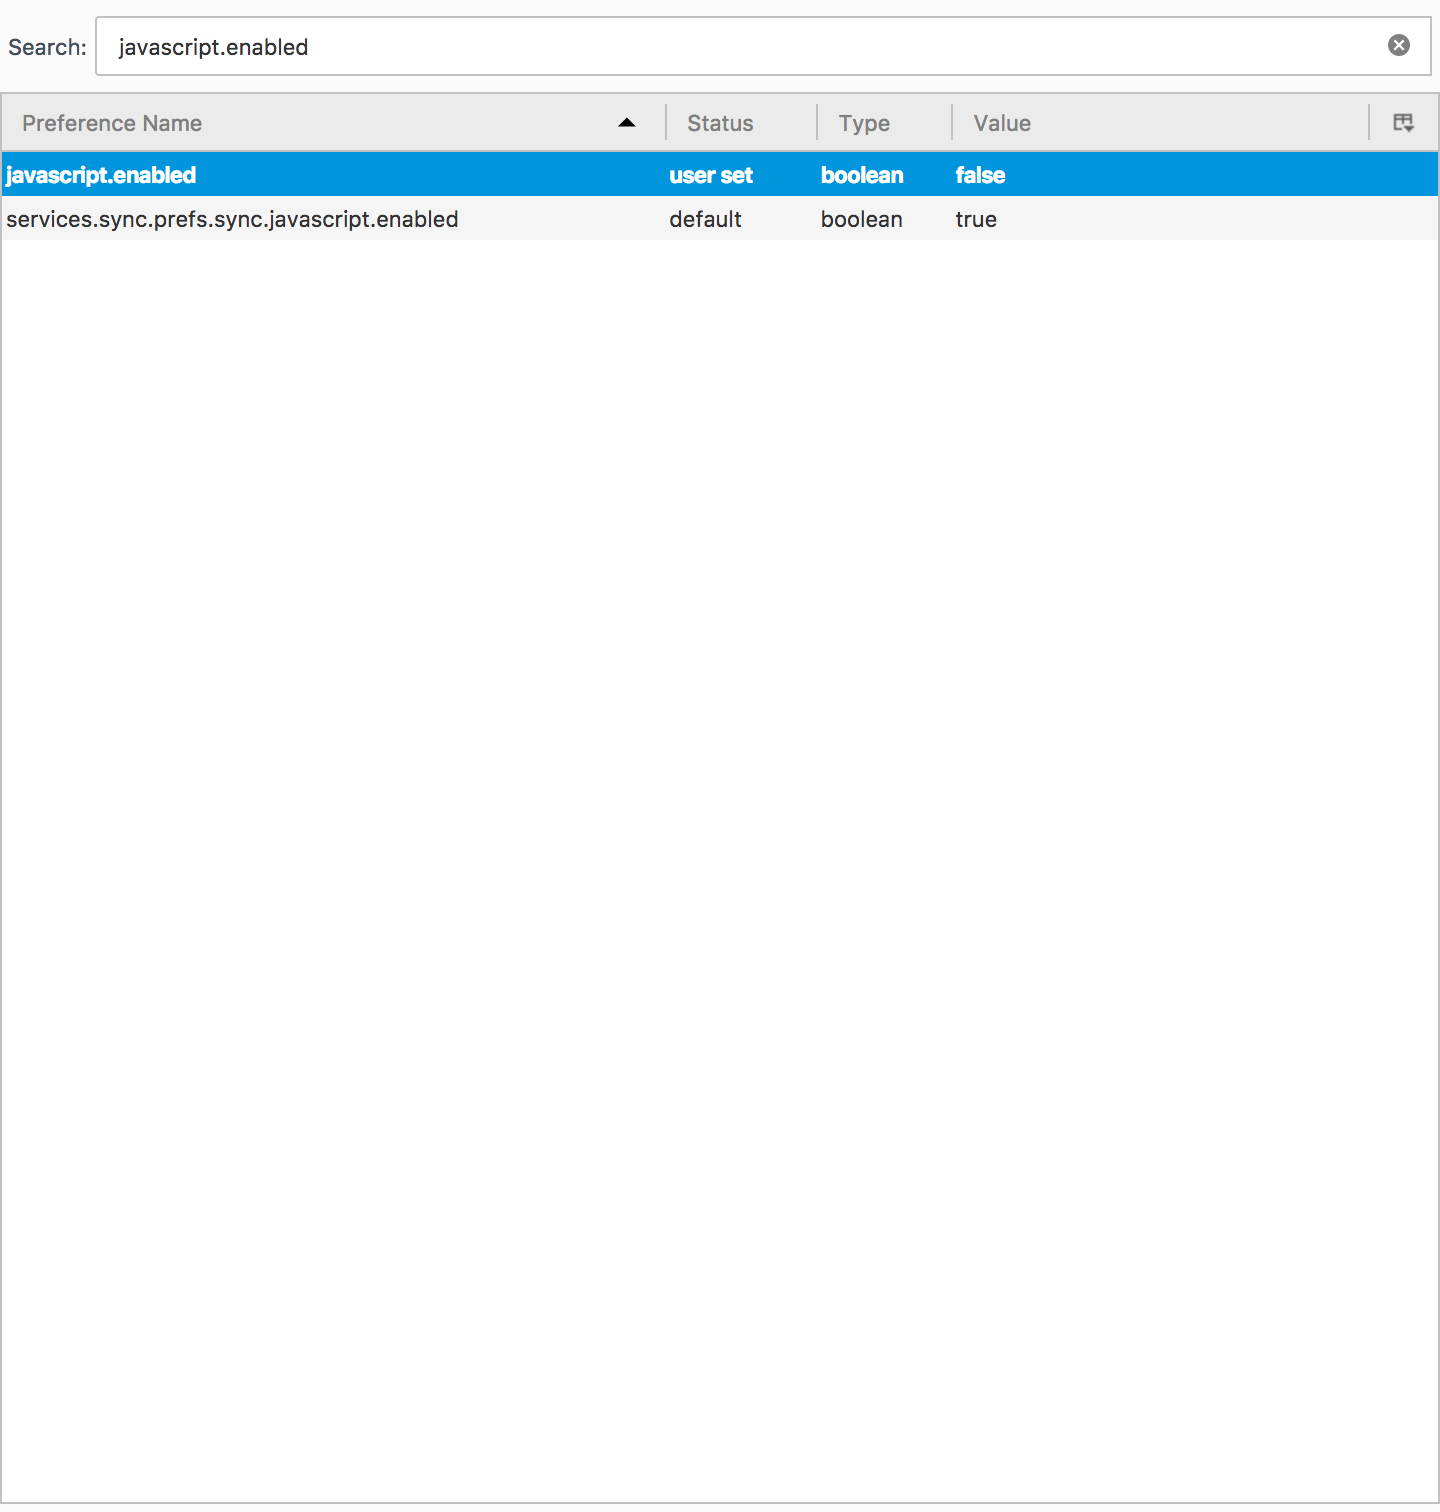 Search: javascript.enabled
Preference Name Status Type Value
javascript.enabled user set boolean false
services.sync.prefs.sync.javascript.enabled default boolean true